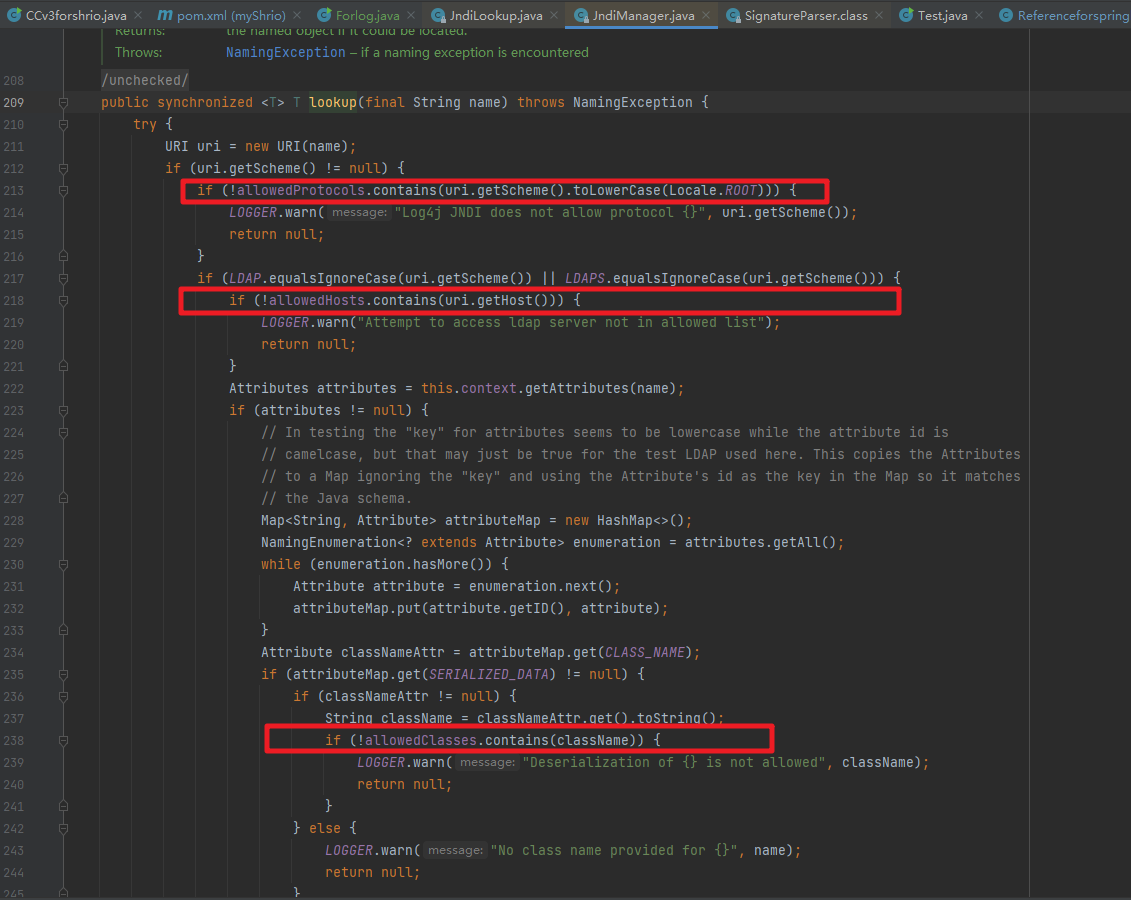 CCv3forshrio.java × pom.xml (myShrio) × Forlog.java × JndiLookup.java × JndiManager.java × SignatureParser.class × Test.java × Referenceforspring
Returns: the named object if it could be located.
Throws: NamingException – if a naming exception is encountered
208 /unchecked/
209 public synchronized <T> T lookup(final String name) throws NamingException {
210 try {
211 URI uri = new URI(name);
212 if (uri.getScheme() != null) {
213 if (!allowedProtocols.contains(uri.getScheme().toLowerCase(Locale.ROOT))) {
214 LOGGER.warn( message: "Log4j JNDI does not allow protocol {}", uri.getScheme());
215 return null;
216 }
217 if (LDAP.equalsIgnoreCase(uri.getScheme()) || LDAPS.equalsIgnoreCase(uri.getScheme())) {
218 if (!allowedHosts.contains(uri.getHost())) {
219 LOGGER.warn("Attempt to access ldap server not in allowed list");
220 return null;
221 }
222 Attributes attributes = this.context.getAttributes(name);
223 if (attributes != null) {
224 // In testing the "key" for attributes seems to be lowercase while the attribute id is
225 // camelcase, but that may just be true for the test LDAP used here. This copies the Attributes
226 // to a Map ignoring the "key" and using the Attribute's id as the key in the Map so it matches
227 // the Java schema.
228 Map<String, Attribute> attributeMap = new HashMap<>();
229 NamingEnumeration<? extends Attribute> enumeration = attributes.getAll();
230 while (enumeration.hasMore()) {
231 Attribute attribute = enumeration.next();
232 attributeMap.put(attribute.getID(), attribute);
233 }
234 Attribute classNameAttr = attributeMap.get(CLASS_NAME);
235 if (attributeMap.get(SERIALIZED_DATA) != null) {
236 if (classNameAttr != null) {
237 String className = classNameAttr.get().toString();
238 if (!allowedClasses.contains(className)) {
239 LOGGER.warn( message: "Deserialization of {} is not allowed", className);
240 return null;
241 }
242 } else {
243 LOGGER.warn( message: "No class name provided for {}", name);
244 return null;
245 }